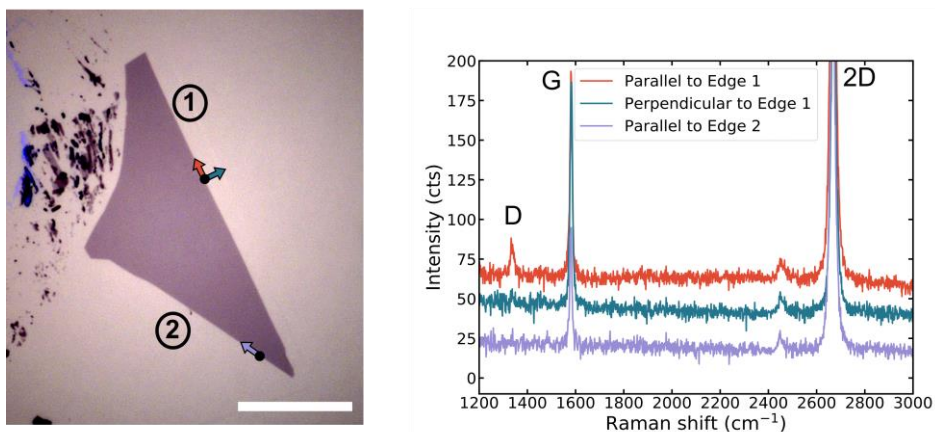 1
2
G
2D
D
Parallel to Edge 1
Perpendicular to Edge 1
Parallel to Edge 2
200
175
150
125
100
75
50
25
0
Intensity (cts)
1200 1400 1600 1800 2000 2200 2400 2600 2800 3000
Raman shift (cm⁻¹)